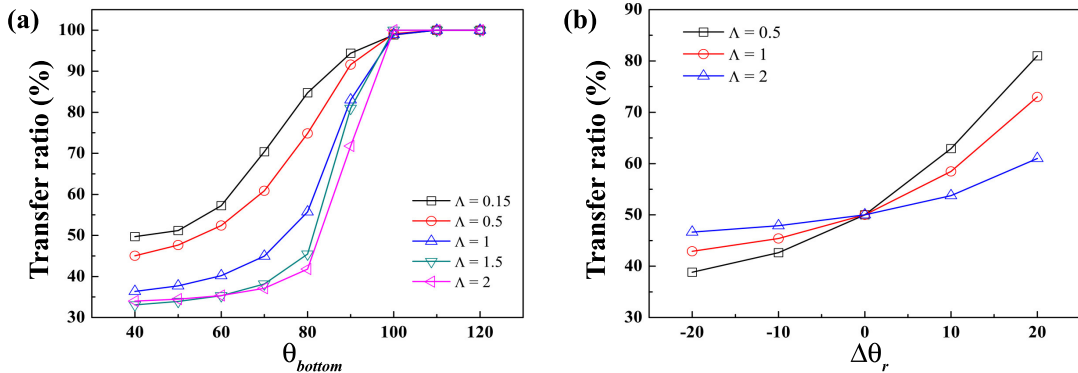 (a)
Transfer ratio (%)
100
90
80
70
60
50
40
30
Λ = 0.15
Λ = 0.5
Λ = 1
Λ = 1.5
Λ = 2
40 60 80 100 120
θbottom
(b)
Transfer ratio (%)
90
80
70
60
50
40
30
Λ = 0.5
Λ = 1
Λ = 2
-20 -10 0 10 20
Δθr